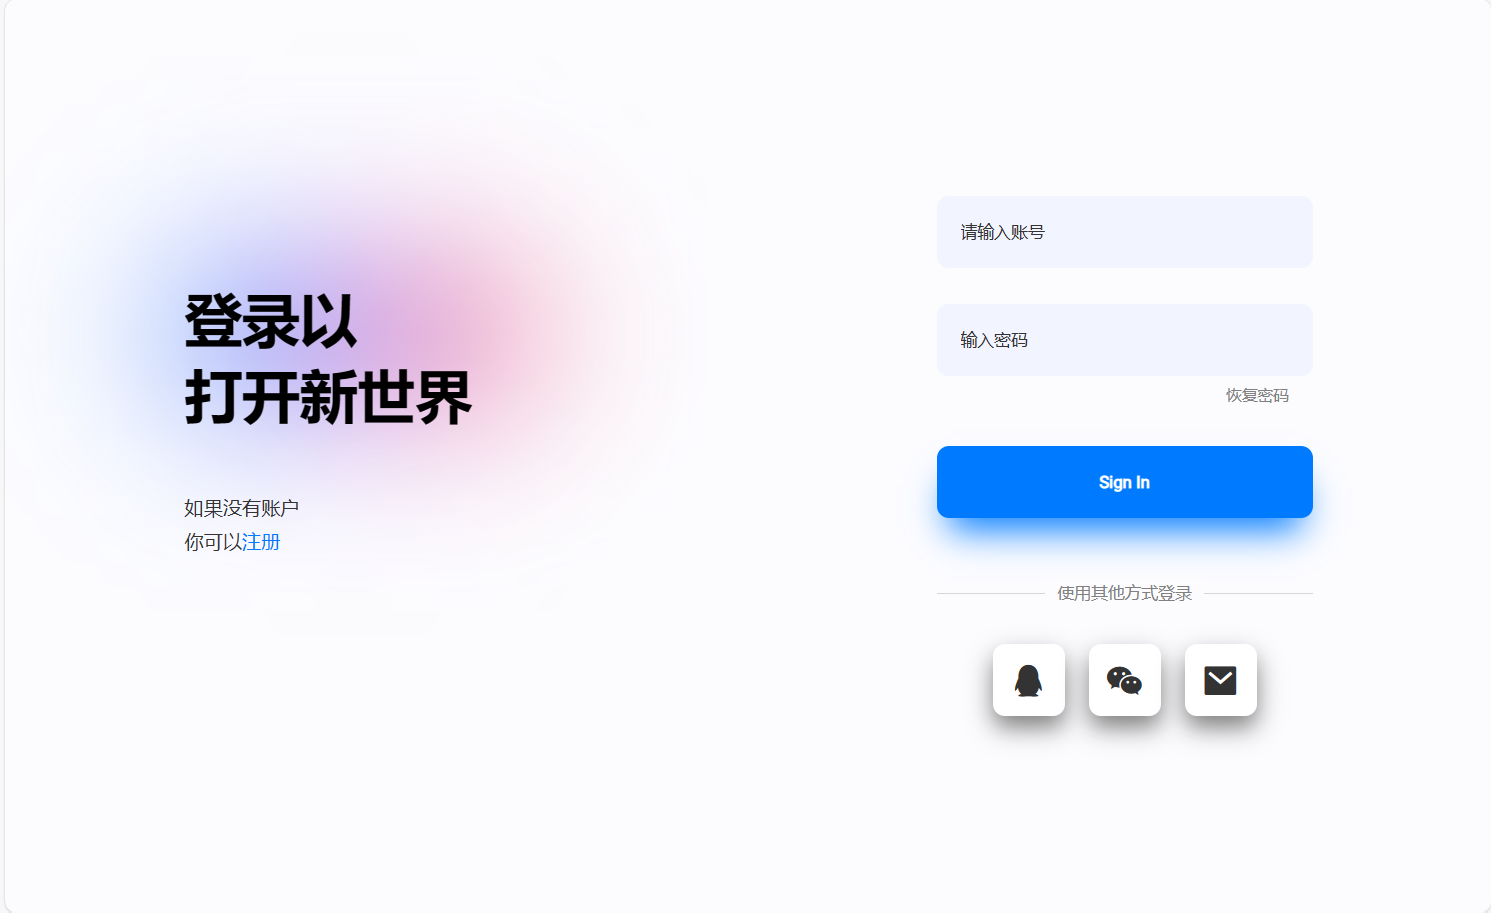 登录以
打开新世界
如果没有账户
你可以注册
请输入账号
输入密码
恢复密码
Sign In
使用其他方式登录